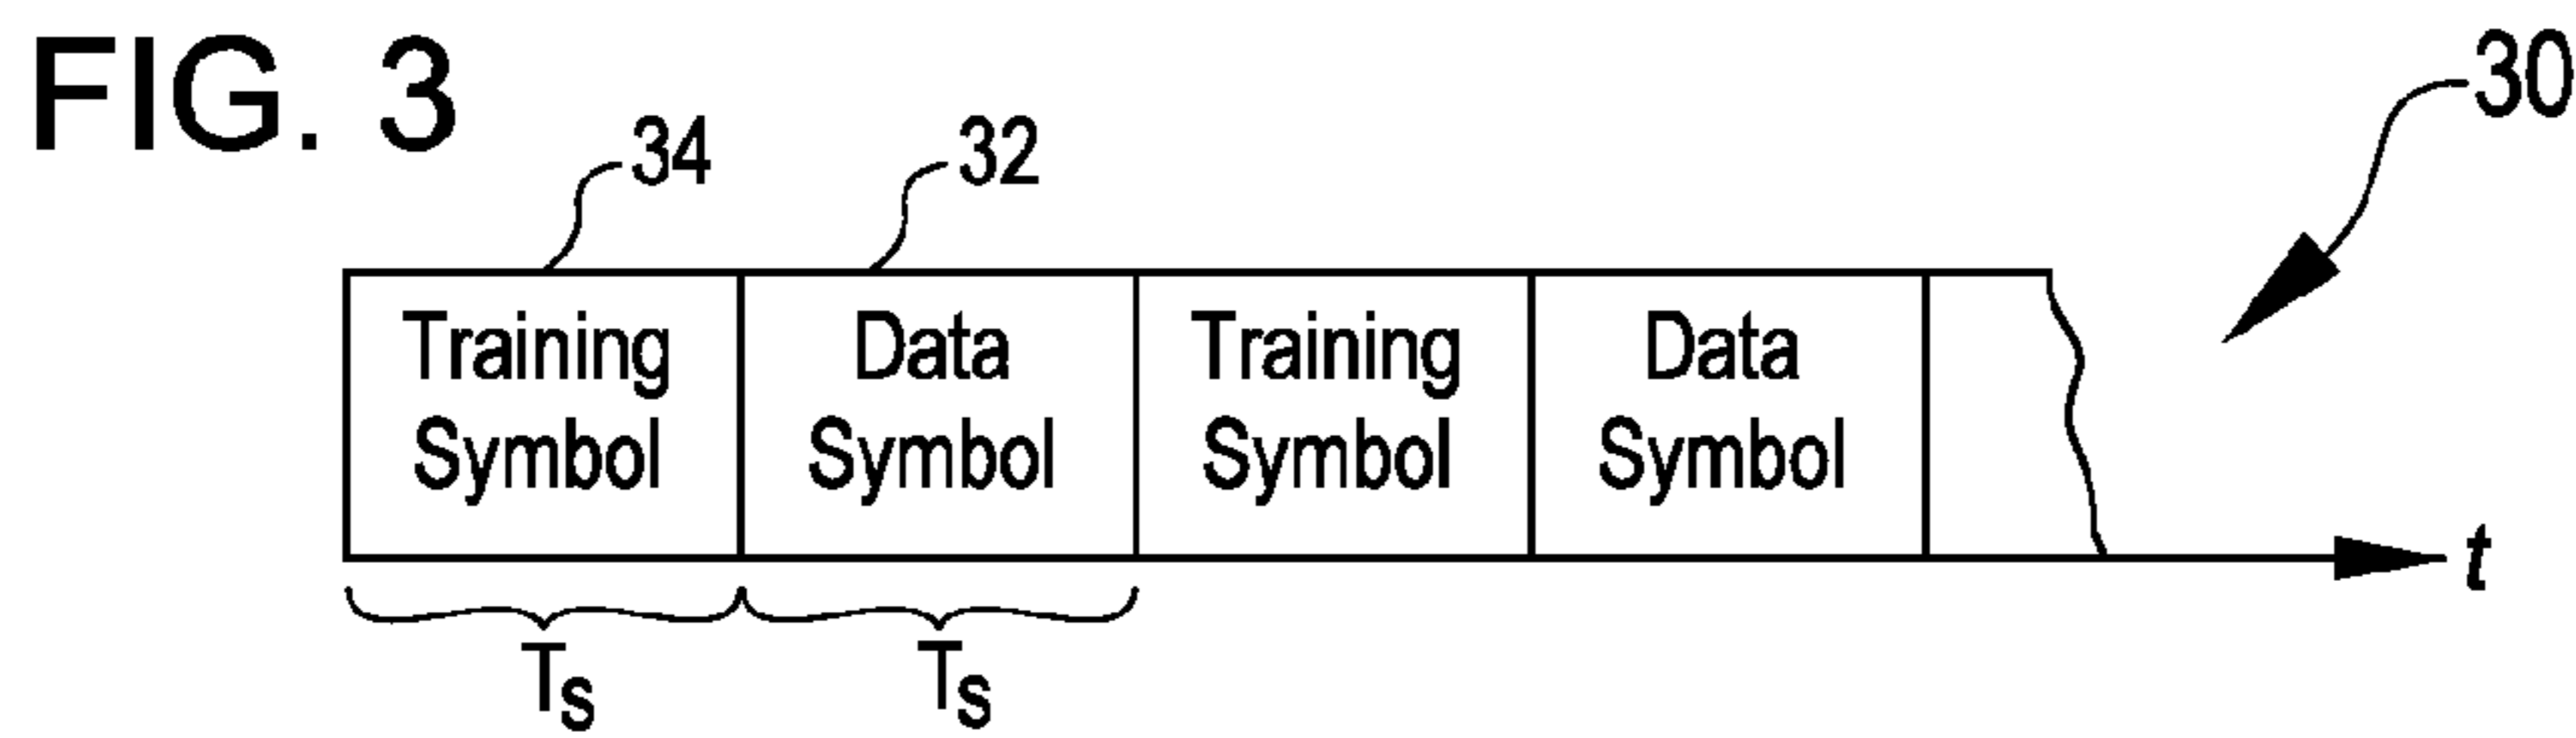 FIG. 3
30
34
32
Training Symbol
Data Symbol
Training Symbol
Data Symbol
t
Ts
Ts